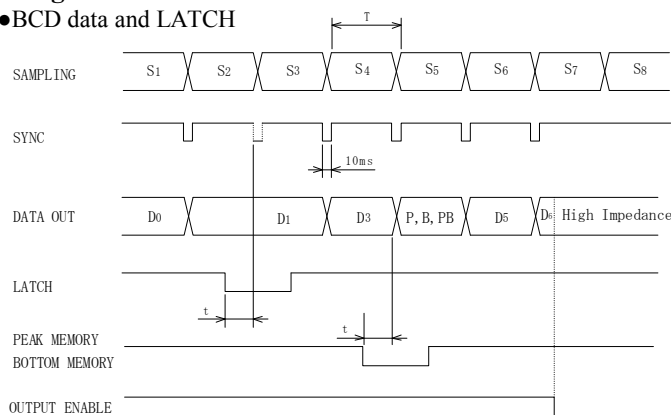 ●BCD data and LATCH
T
SAMPLING S1 S2 S3 S4 S5 S6 S7 S8
SYNC
10ms
DATA OUT D0 D1 D3 P, B, PB D5 D6 High Impedance
LATCH
t
t
PEAK MEMORY
BOTTOM MEMORY
OUTPUT ENABLE